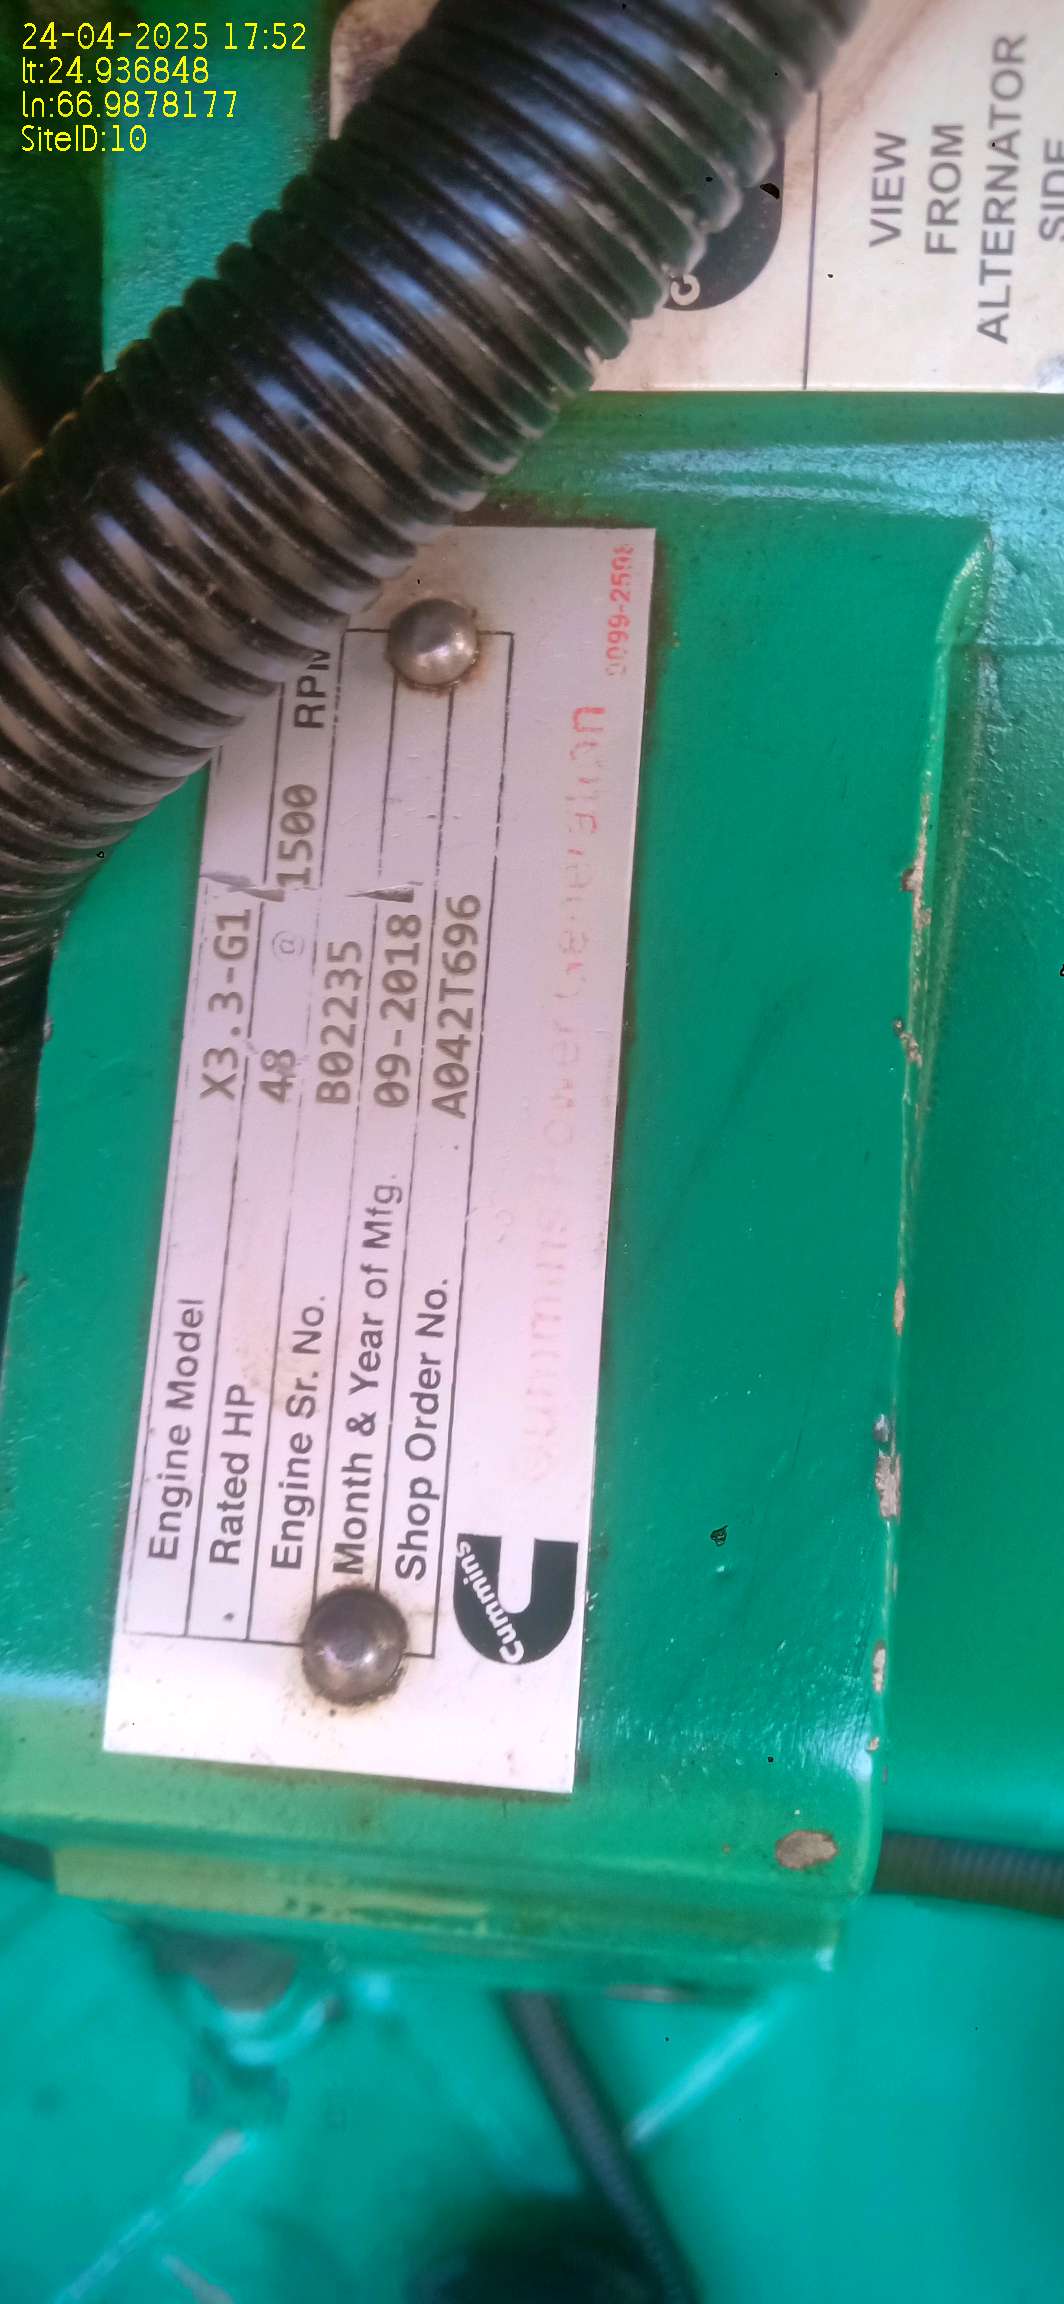 24-04-2025 17:52
lt:24.936848
ln:66.9878177
SiteID:10
VIEW
FROM
ALTERNATOR
SIDE
Engine Model X3.3-G1
Rated HP 48 @ 1500 RPM
Engine Sr. No. B02235
Month & Year of Mfg. 09-2018
Shop Order No. A042T696
Cummins
Cummins Power Generation
0099-2598